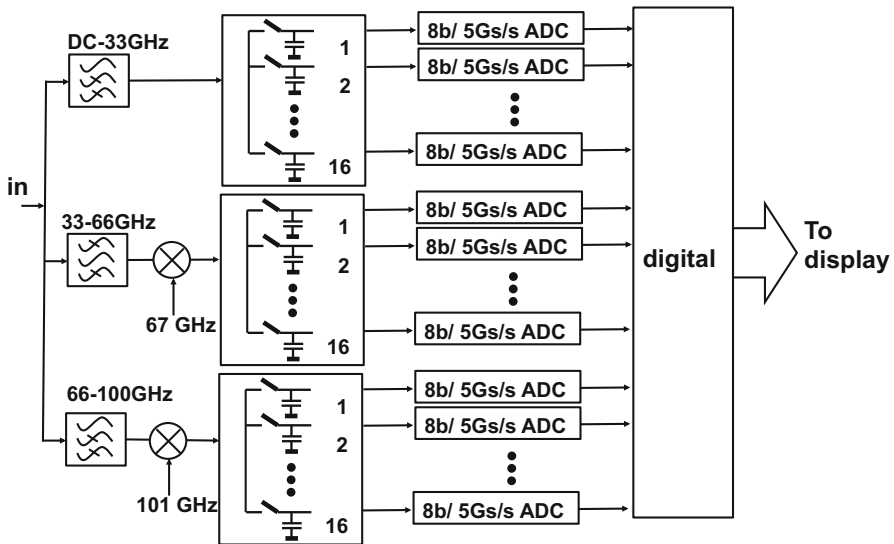 DC-33GHz
1
2
16
8b/ 5Gs/s ADC
8b/ 5Gs/s ADC
8b/ 5Gs/s ADC
in
33-66GHz
67 GHz
1
2
16
8b/ 5Gs/s ADC
8b/ 5Gs/s ADC
8b/ 5Gs/s ADC
66-100GHz
101 GHz
1
2
16
8b/ 5Gs/s ADC
8b/ 5Gs/s ADC
8b/ 5Gs/s ADC
digital
To
display